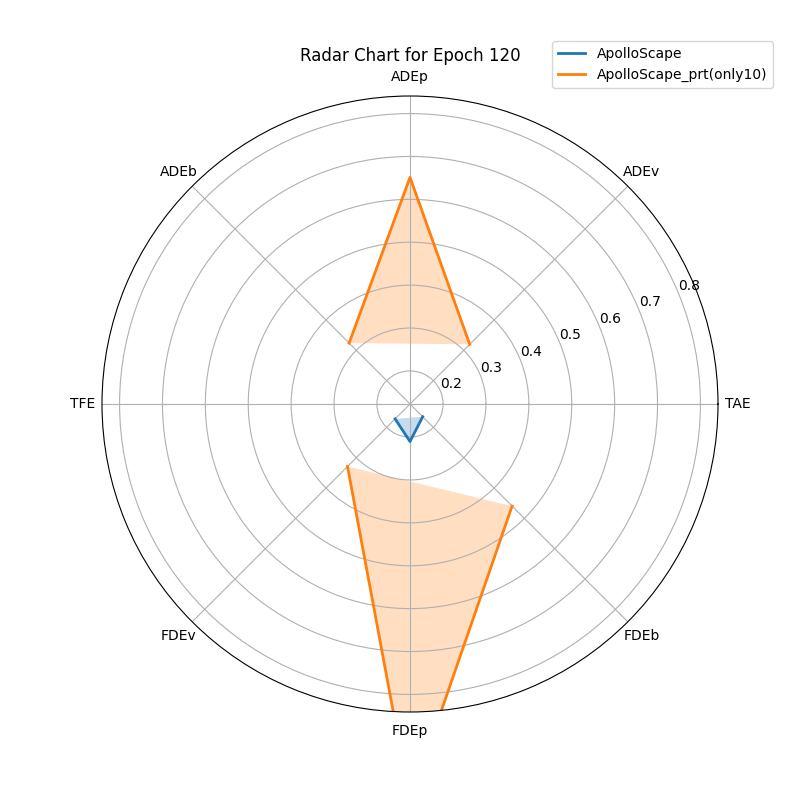 Radar Chart for Epoch 120
ApolloScape
ApolloScape_prt(only10)
ADEp
ADEb
ADEv
0.8
0.7
0.6
0.5
0.4
0.3
0.2
TFE
TAE
FDEv
FDEb
FDEp